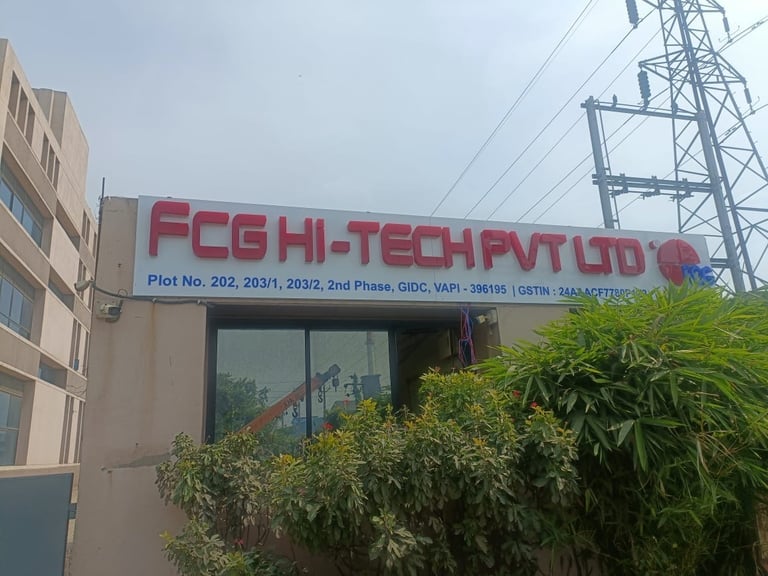 FCG Hi-TECH PVT LTD
Plot No. 202, 203/1, 203/2, 2nd Phase, GIDC, VAPI - 396195 | GSTIN :